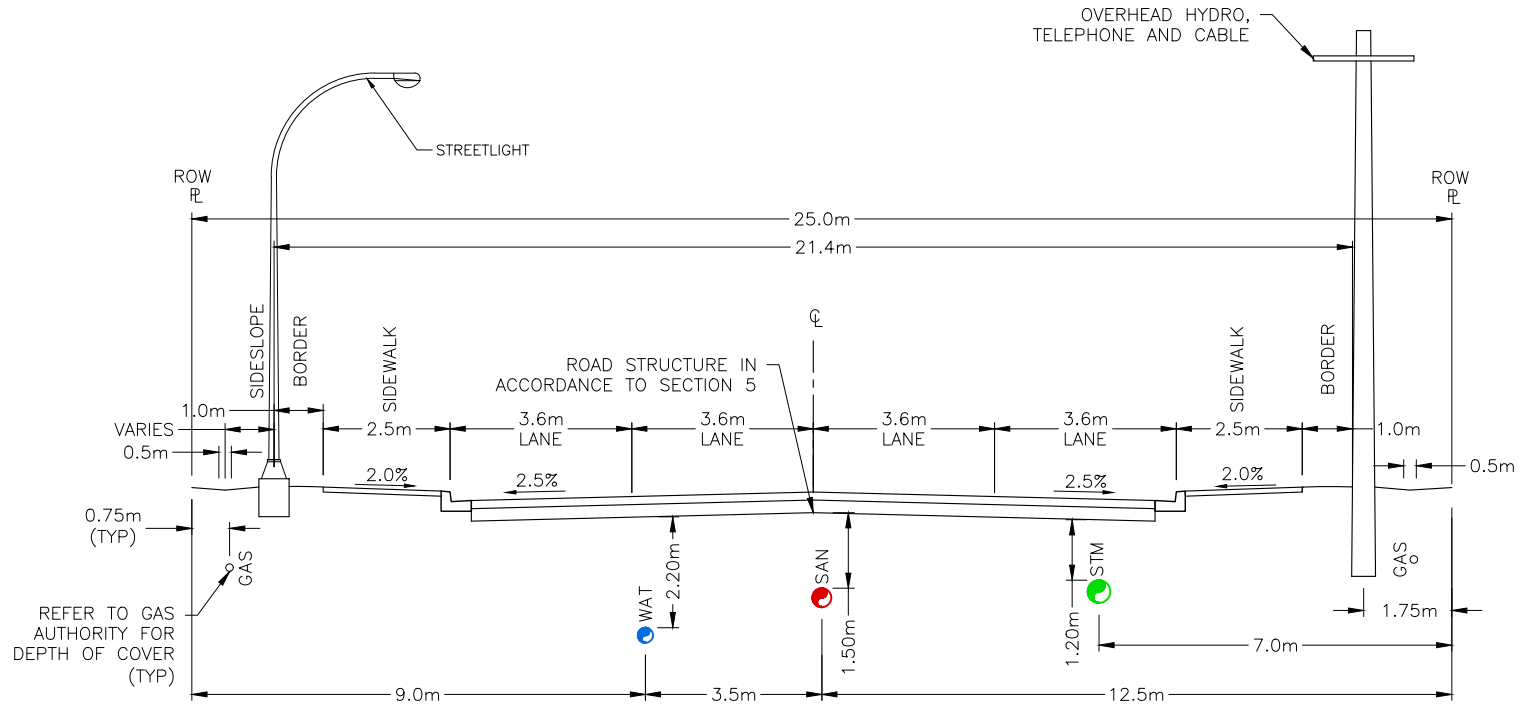 OVERHEAD HYDRO,
TELEPHONE AND CABLE
STREETLIGHT
ROW
PL
ROW
PL
25.0m
21.4m
SIDESLOPE
BORDER
SIDEWALK
CL
ROAD STRUCTURE IN
ACCORDANCE TO SECTION 5
SIDEWALK
BORDER
1.0m
VARIES
0.5m
2.5m
3.6m
LANE
3.6m
LANE
3.6m
LANE
3.6m
LANE
2.5m
1.0m
0.5m
2.0%
2.5%
2.5%
2.0%
0.75m
(TYP)
GAS
WAT
2.20m
SAN
1.50m
STM
1.20m
GAS
REFER TO GAS
AUTHORITY FOR
DEPTH OF COVER
(TYP)
1.75m
7.0m
9.0m
3.5m
12.5m